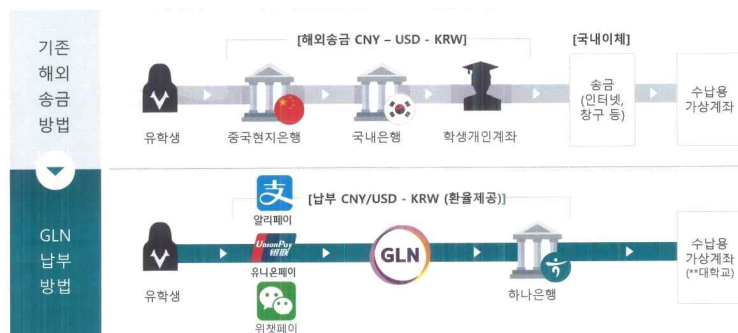 기존
해외
송금
방법
[해외송금 CNY – USD - KRW]
[국내이체]
유학생
중국현지은행
국내은행
학생개인계좌
송금
(인터넷,
창구 등)
수납용
가상계좌
GLN
납부
방법
[납부 CNY/USD - KRW (환율제공)]
유학생
支
알리페이
UnionPay
银联
유니온페이
위챗페이
GLN
하나은행
수납용
가상계좌
(**대학교)